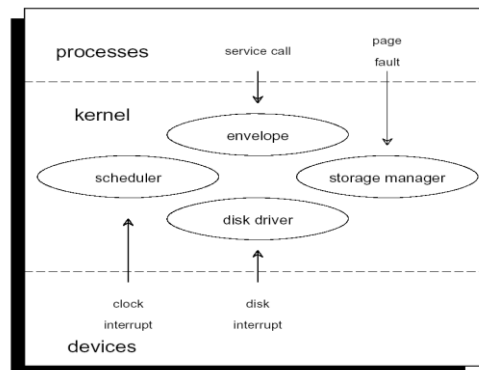 processes
service call
page
fault
kernel
envelope
scheduler
storage manager
disk driver
clock
interrupt
disk
interrupt
devices